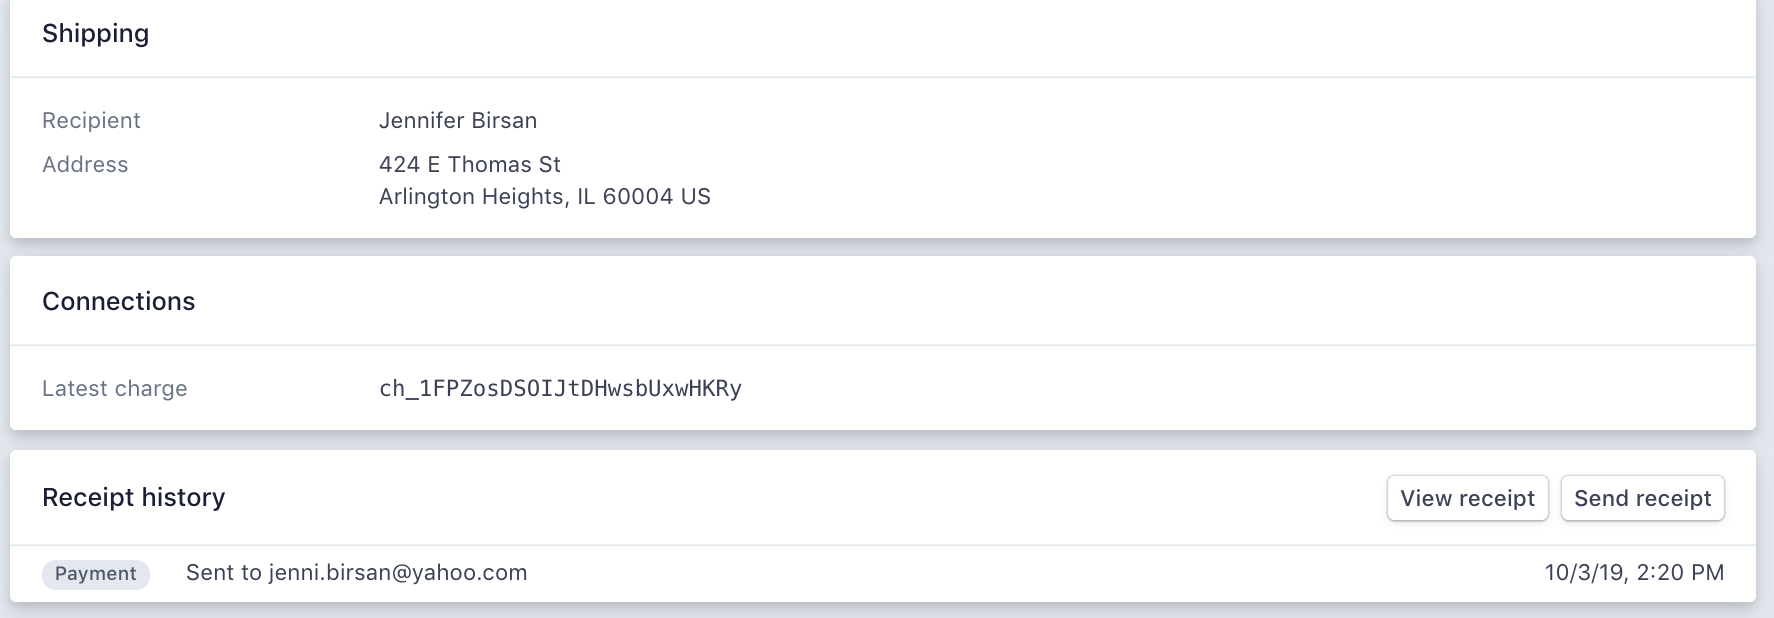 Shipping
Recipient Jennifer Birsan
Address 424 E Thomas St
Arlington Heights, IL 60004 US
Connections
Latest charge ch_1FPZosDSOIJtDHwsbUxwHKRy
Receipt history View receipt Send receipt
Payment Sent to jenni.birsan@yahoo.com 10/3/19, 2:20 PM